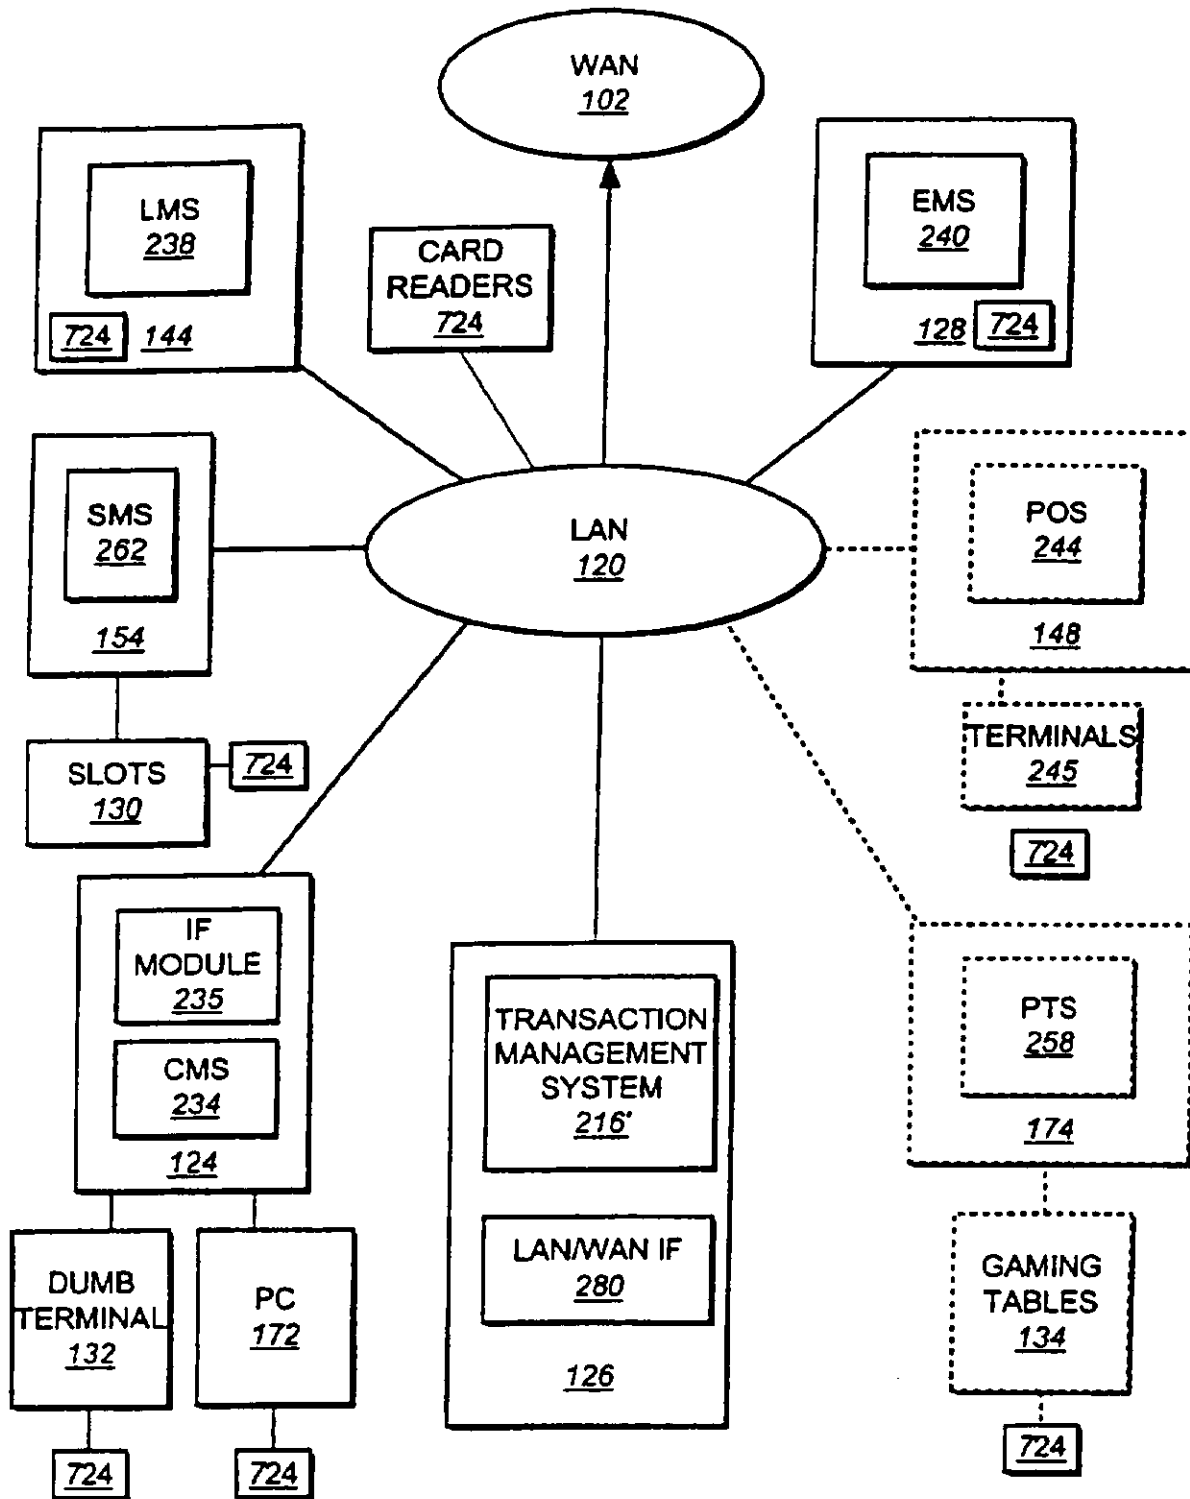 WAN
102
LMS
238
724
144
CARD
READERS
724
EMS
240
128
724
SMS
262
154
LAN
120
POS
244
148
SLOTS
130
724
TERMINALS
245
724
IF
MODULE
235
CMS
234
124
TRANSACTION
MANAGEMENT
SYSTEM
216'
LAN/WAN IF
280
126
PTS
258
174
DUMB
TERMINAL
132
PC
172
GAMING
TABLES
134
724
724
724